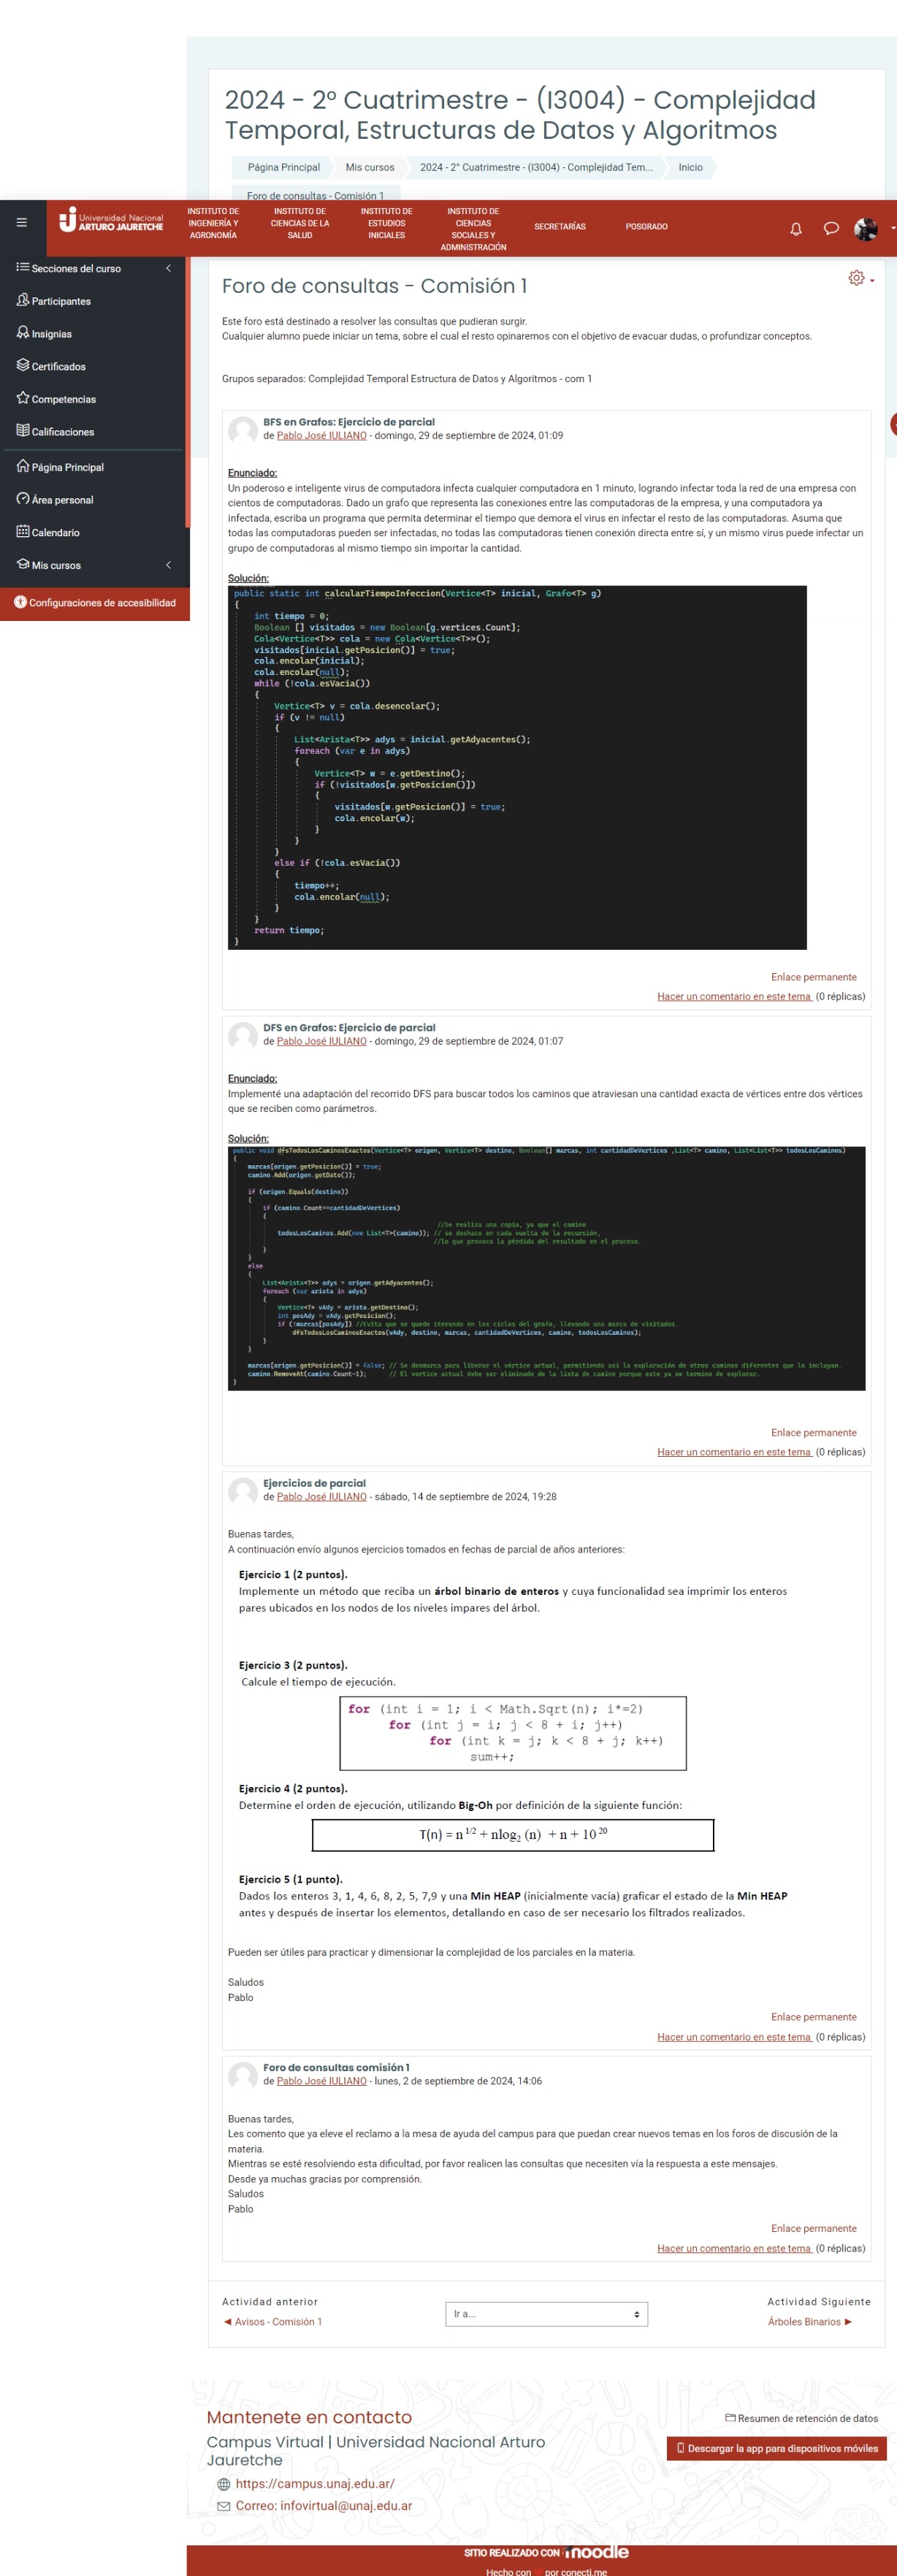 2024 - 2° Cuatrimestre - (I3004) - Complejidad
Temporal, Estructuras de Datos y Algoritmos
Página Principal
Mis cursos
2024 - 2° Cuatrimestre - (I3004) - Complejidad Tem...
Inicio
Foro de consultas - Comisión 1
Universidad Nacional
ARTURO JAURETCHE
INSTITUTO DE
INGENIERÍA Y
AGRONOMÍA
INSTITUTO DE
CIENCIAS DE LA
SALUD
INSTITUTO DE
ESTUDIOS
INICIALES
INSTITUTO DE
CIENCIAS
SOCIALES Y
ADMINISTRACIÓN
SECRETARÍAS
POSGRADO
Secciones del curso
Participantes
Insignias
Certificados
Competencias
Calificaciones
Página Principal
Área personal
Calendario
Mis cursos
Configuraciones de accesibilidad
Foro de consultas - Comisión 1
Este foro está destinado a resolver las consultas que pudieran surgir.
Cualquier alumno puede iniciar un tema, sobre el cual el resto opinaremos con el objetivo de evacuar dudas, o profundizar conceptos.
Grupos separados: Complejidad Temporal Estructura de Datos y Algoritmos - com 1
BFS en Grafos: Ejercicio de parcial
de Pablo José IULIANO - domingo, 29 de septiembre de 2024, 01:09
Enunciado:
Un poderoso e inteligente virus de computadora infecta cualquier computadora en 1 minuto, logrando infectar toda la red de una empresa con
cientos de computadoras. Dado un grafo que representa las conexiones entre las computadoras de la empresa, y una computadora ya
infectada, escriba un programa que permita determinar el tiempo que demora el virus en infectar el resto de las computadoras. Asuma que
todas las computadoras pueden ser infectadas, no todas las computadoras tienen conexión directa entre sí, y un mismo virus puede infectar un
grupo de computadoras al mismo tiempo sin importar la cantidad.
Solución:
public static int calcularTiempoInfeccion(Vertice<T> inicial, Grafo<T> g)
{
int tiempo = 0;
Boolean [] visitados = new Boolean[g.vertices.Count];
Cola<Vertice<T>> cola = new Cola<Vertice<T>>();
visitados[inicial.getPosicion()] = true;
cola.encolar(inicial);
cola.encolar(null);
while (!cola.esVacia())
{
Vertice<T> v = cola.desencolar();
if (v != null)
{
List<Arista<T>> adys = inicial.getAdyacentes();
foreach (var e in adys)
{
Vertice<T> w = e.getDestino();
if (!visitados[w.getPosicion()])
{
visitados[w.getPosicion()] = true;
cola.encolar(w);
}
}
}
else if (!cola.esVacia())
{
tiempo++;
cola.encolar(null);
}
}
return tiempo;
}
Enlace permanente
Hacer un comentario en este tema (0 réplicas)
DFS en Grafos: Ejercicio de parcial
de Pablo José IULIANO - domingo, 29 de septiembre de 2024, 01:07
Enunciado:
Implementé una adaptación del recorrido DFS para buscar todos los caminos que atraviesan una cantidad exacta de vértices entre dos vértices
que se reciben como parámetros.
Solución:
public void dfsTodosLosCaminosExactos(Vertice<T> origen, Vertice<T> destino, Boolean[] marcas, int cantidadDeVertices ,List<T> camino, List<List<T>> todosLosCaminos)
{
marcas[origen.getPosicion()] = true;
camino.Add(origen.getDato());
if (origen.Equals(destino))
{
if (camino.Count==cantidadDeVertices)
{
//Se realiza una copia, ya que el camino
todosLosCaminos.Add(new List<T>(camino)); // se deshace en cada vuelta de la recursión,
//lo que provoca la pérdida del resultado en el proceso.
}
}
else
{
List<Arista<T>> adys = origen.getAdyacentes();
foreach (var arista in adys)
{
Vertice<T> vAdy = arista.getDestino();
int posAdy = vAdy.getPosicion();
if (!marcas[posAdy]) //Evita que se quede iterando en los ciclos del grafo, llevando una marca de visitados.
dfsTodosLosCaminosExactos(vAdy, destino, marcas, cantidadDeVertices, camino, todosLosCaminos);
}
}
marcas[origen.getPosicion()] = false; // Se desmarca para liberar el vértice actual, permitiendo así la exploración de otros caminos diferentes que lo incluyan.
camino.RemoveAt(camino.Count-1); // El vertice actual debe ser eliminado de la lista de camino porque este ya se termino de explorar.
}
Enlace permanente
Hacer un comentario en este tema (0 réplicas)
Ejercicios de parcial
de Pablo José IULIANO - sábado, 14 de septiembre de 2024, 19:28
Buenas tardes,
A continuación envío algunos ejercicios tomados en fechas de parcial de años anteriores:
Ejercicio 1 (2 puntos).
Implemente un método que reciba un árbol binario de enteros y cuya funcionalidad sea imprimir los enteros
pares ubicados en los nodos de los niveles impares del árbol.
Ejercicio 3 (2 puntos).
Calcule el tiempo de ejecución.
for (int i = 1; i < Math.Sqrt(n); i*=2)
for (int j = i; j < 8 + i; j++)
for (int k = j; k < 8 + j; k++)
sum++;
Ejercicio 4 (2 puntos).
Determine el orden de ejecución, utilizando Big-Oh por definición de la siguiente función:
T(n) = n^1/2 + nlog₂ (n) + n + 10^20
Ejercicio 5 (1 punto).
Dados los enteros 3, 1, 4, 6, 8, 2, 5, 7,9 y una Min HEAP (inicialmente vacía) graficar el estado de la Min HEAP
antes y después de insertar los elementos, detallando en caso de ser necesario los filtrados realizados.
Pueden ser útiles para practicar y dimensionar la complejidad de los parciales en la materia.
Saludos
Pablo
Enlace permanente
Hacer un comentario en este tema (0 réplicas)
Foro de consultas comisión 1
de Pablo José IULIANO - lunes, 2 de septiembre de 2024, 14:06
Buenas tardes,
Les comento que ya eleve el reclamo a la mesa de ayuda del campus para que puedan crear nuevos temas en los foros de discusión de la
materia.
Mientras se esté resolviendo esta dificultad, por favor realicen las consultas que necesiten vía la respuesta a este mensajes.
Desde ya muchas gracias por comprensión.
Saludos
Pablo
Enlace permanente
Hacer un comentario en este tema (0 réplicas)
Actividad anterior
◄ Avisos - Comisión 1
Ir a...
Actividad Siguiente
Árboles Binarios ►
Mantenete en contacto
Campus Virtual | Universidad Nacional Arturo
Jauretche
https://campus.unaj.edu.ar/
Correo: infovirtual@unaj.edu.ar
Resumen de retención de datos
Descargar la app para dispositivos móviles
SITIO REALIZADO CON moodle
Hecho con por conecti.me